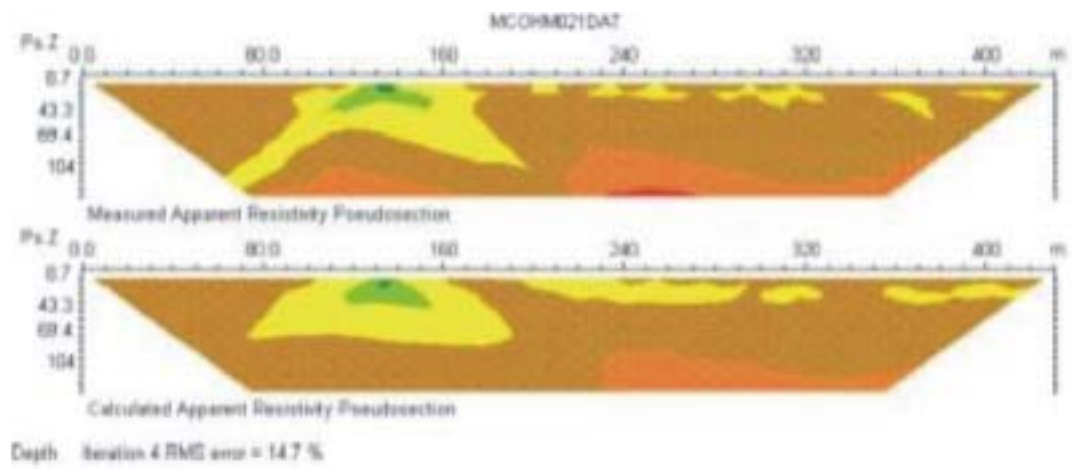 MCOHM021DAT
Ps.Z 0.0 80.0 160 240 320 400 m
8.7
43.3
69.4
104
Measured Apparent Resistivity Pseudosection
Ps.Z 0.0 80.0 160 240 320 400 m
8.7
43.3
69.4
104
Calculated Apparent Resistivity Pseudosection
Depth Iteration 4 RMS error = 14.7 %